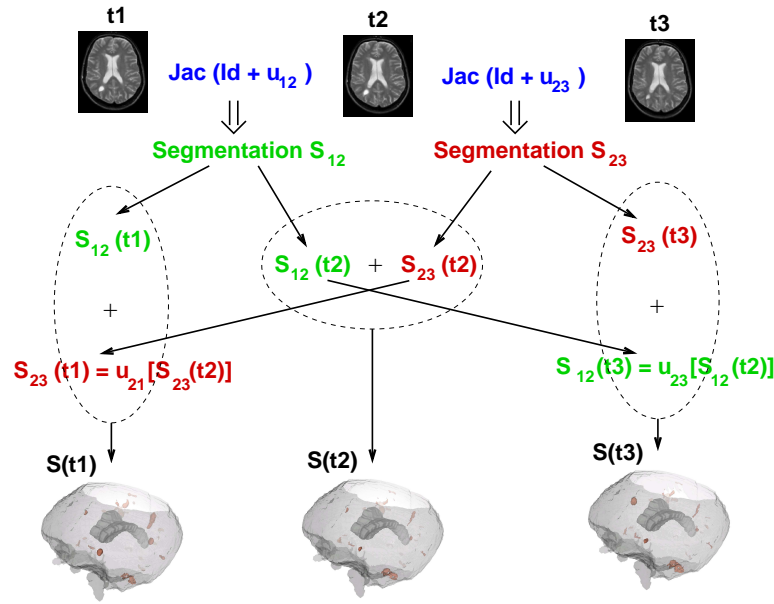 t1 t2 t3
Jac (Id + u₁₂ ) Jac (Id + u₂₃ )
Segmentation S₁₂ Segmentation S₂₃
S₁₂ (t1) S₂₃ (t3)
S₁₂ (t2) + S₂₃ (t2)
+ +
S₂₃ (t1) = u₂₁ [S₂₃(t2)] S₁₂(t3) = u₂₃[S₁₂(t2)]
S(t1) S(t2) S(t3)